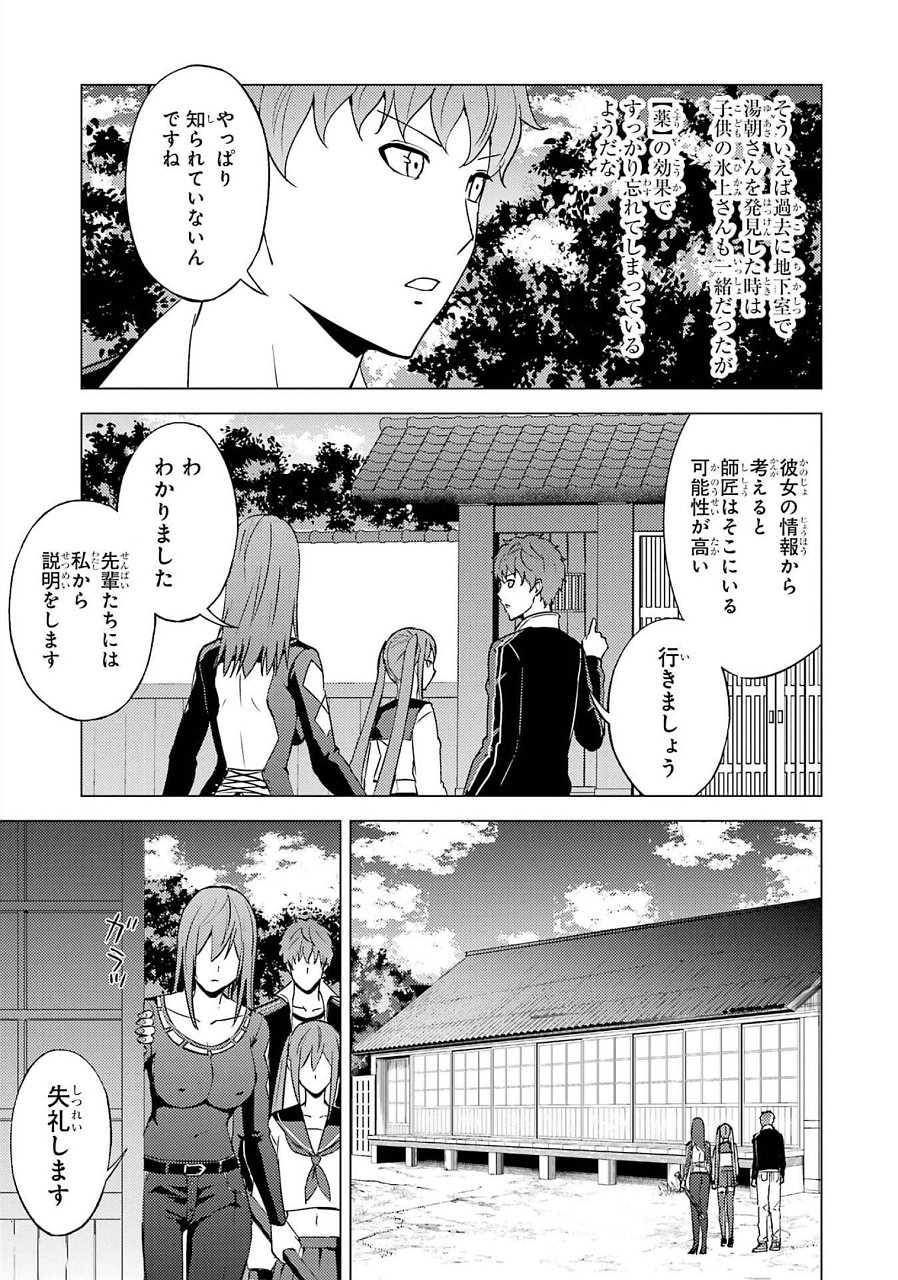 そういえば過去に地下室で
湯朝さんを発見した時は
子供の氷上さんも一緒だったが
【薬】の効果で
すっかり忘れてしまっている
ようだな
やっぱり
知られていないん
ですね
彼女の情報から
考えると
師匠はそこにいる
可能性が高い
行きましょう
わ
わかりました
先輩たちには
私から
説明をします
ガラッ
失礼します